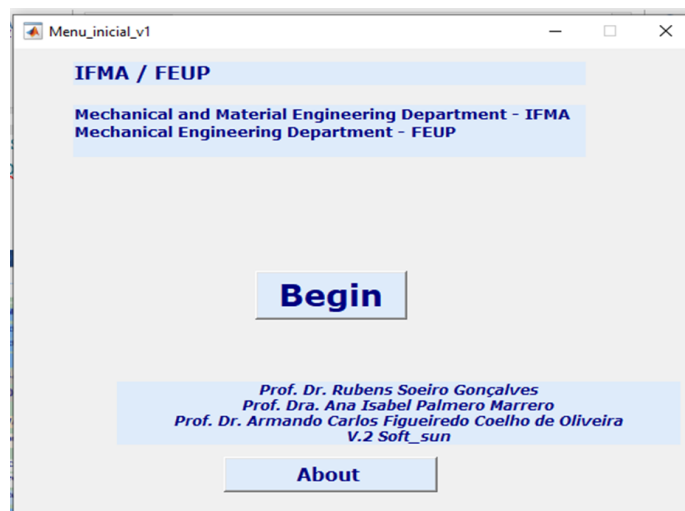 Menu_inicial_v1
IFMA / FEUP
Mechanical and Material Engineering Department - IFMA
Mechanical Engineering Department - FEUP
Begin
Prof. Dr. Rubens Soeiro Gonçalves
Prof. Dra. Ana Isabel Palmero Marrero
Prof. Dr. Armando Carlos Figueiredo Coelho de Oliveira
V.2 Soft_sun
About